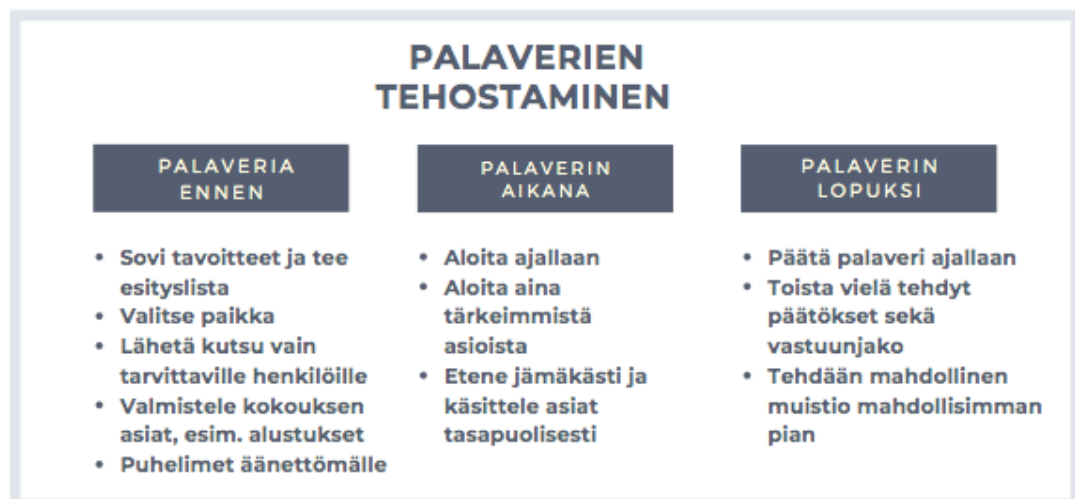 PALAVERIEN
TEHOSTAMINEN
PALAVERIA
ENNEN
• Sovi tavoitteet ja tee
esityslista
• Valitse paikka
• Lähetä kutsu vain
tarvittaville henkilöille
• Valmistele kokouksen
asiat, esim. alustukset
• Puhelimet äänettömälle
PALAVERIN
AIKANA
• Aloita ajallaan
• Aloita aina
tärkeimmistä
asioista
• Etene jämäkästi ja
käsittele asiat
tasapuolisesti
PALAVERIN
LOPUKSI
• Päätä palaveri ajallaan
• Toista vielä tehdyt
päätökset sekä
vastuunjako
• Tehdään mahdollinen
muistio mahdollisimman
pian